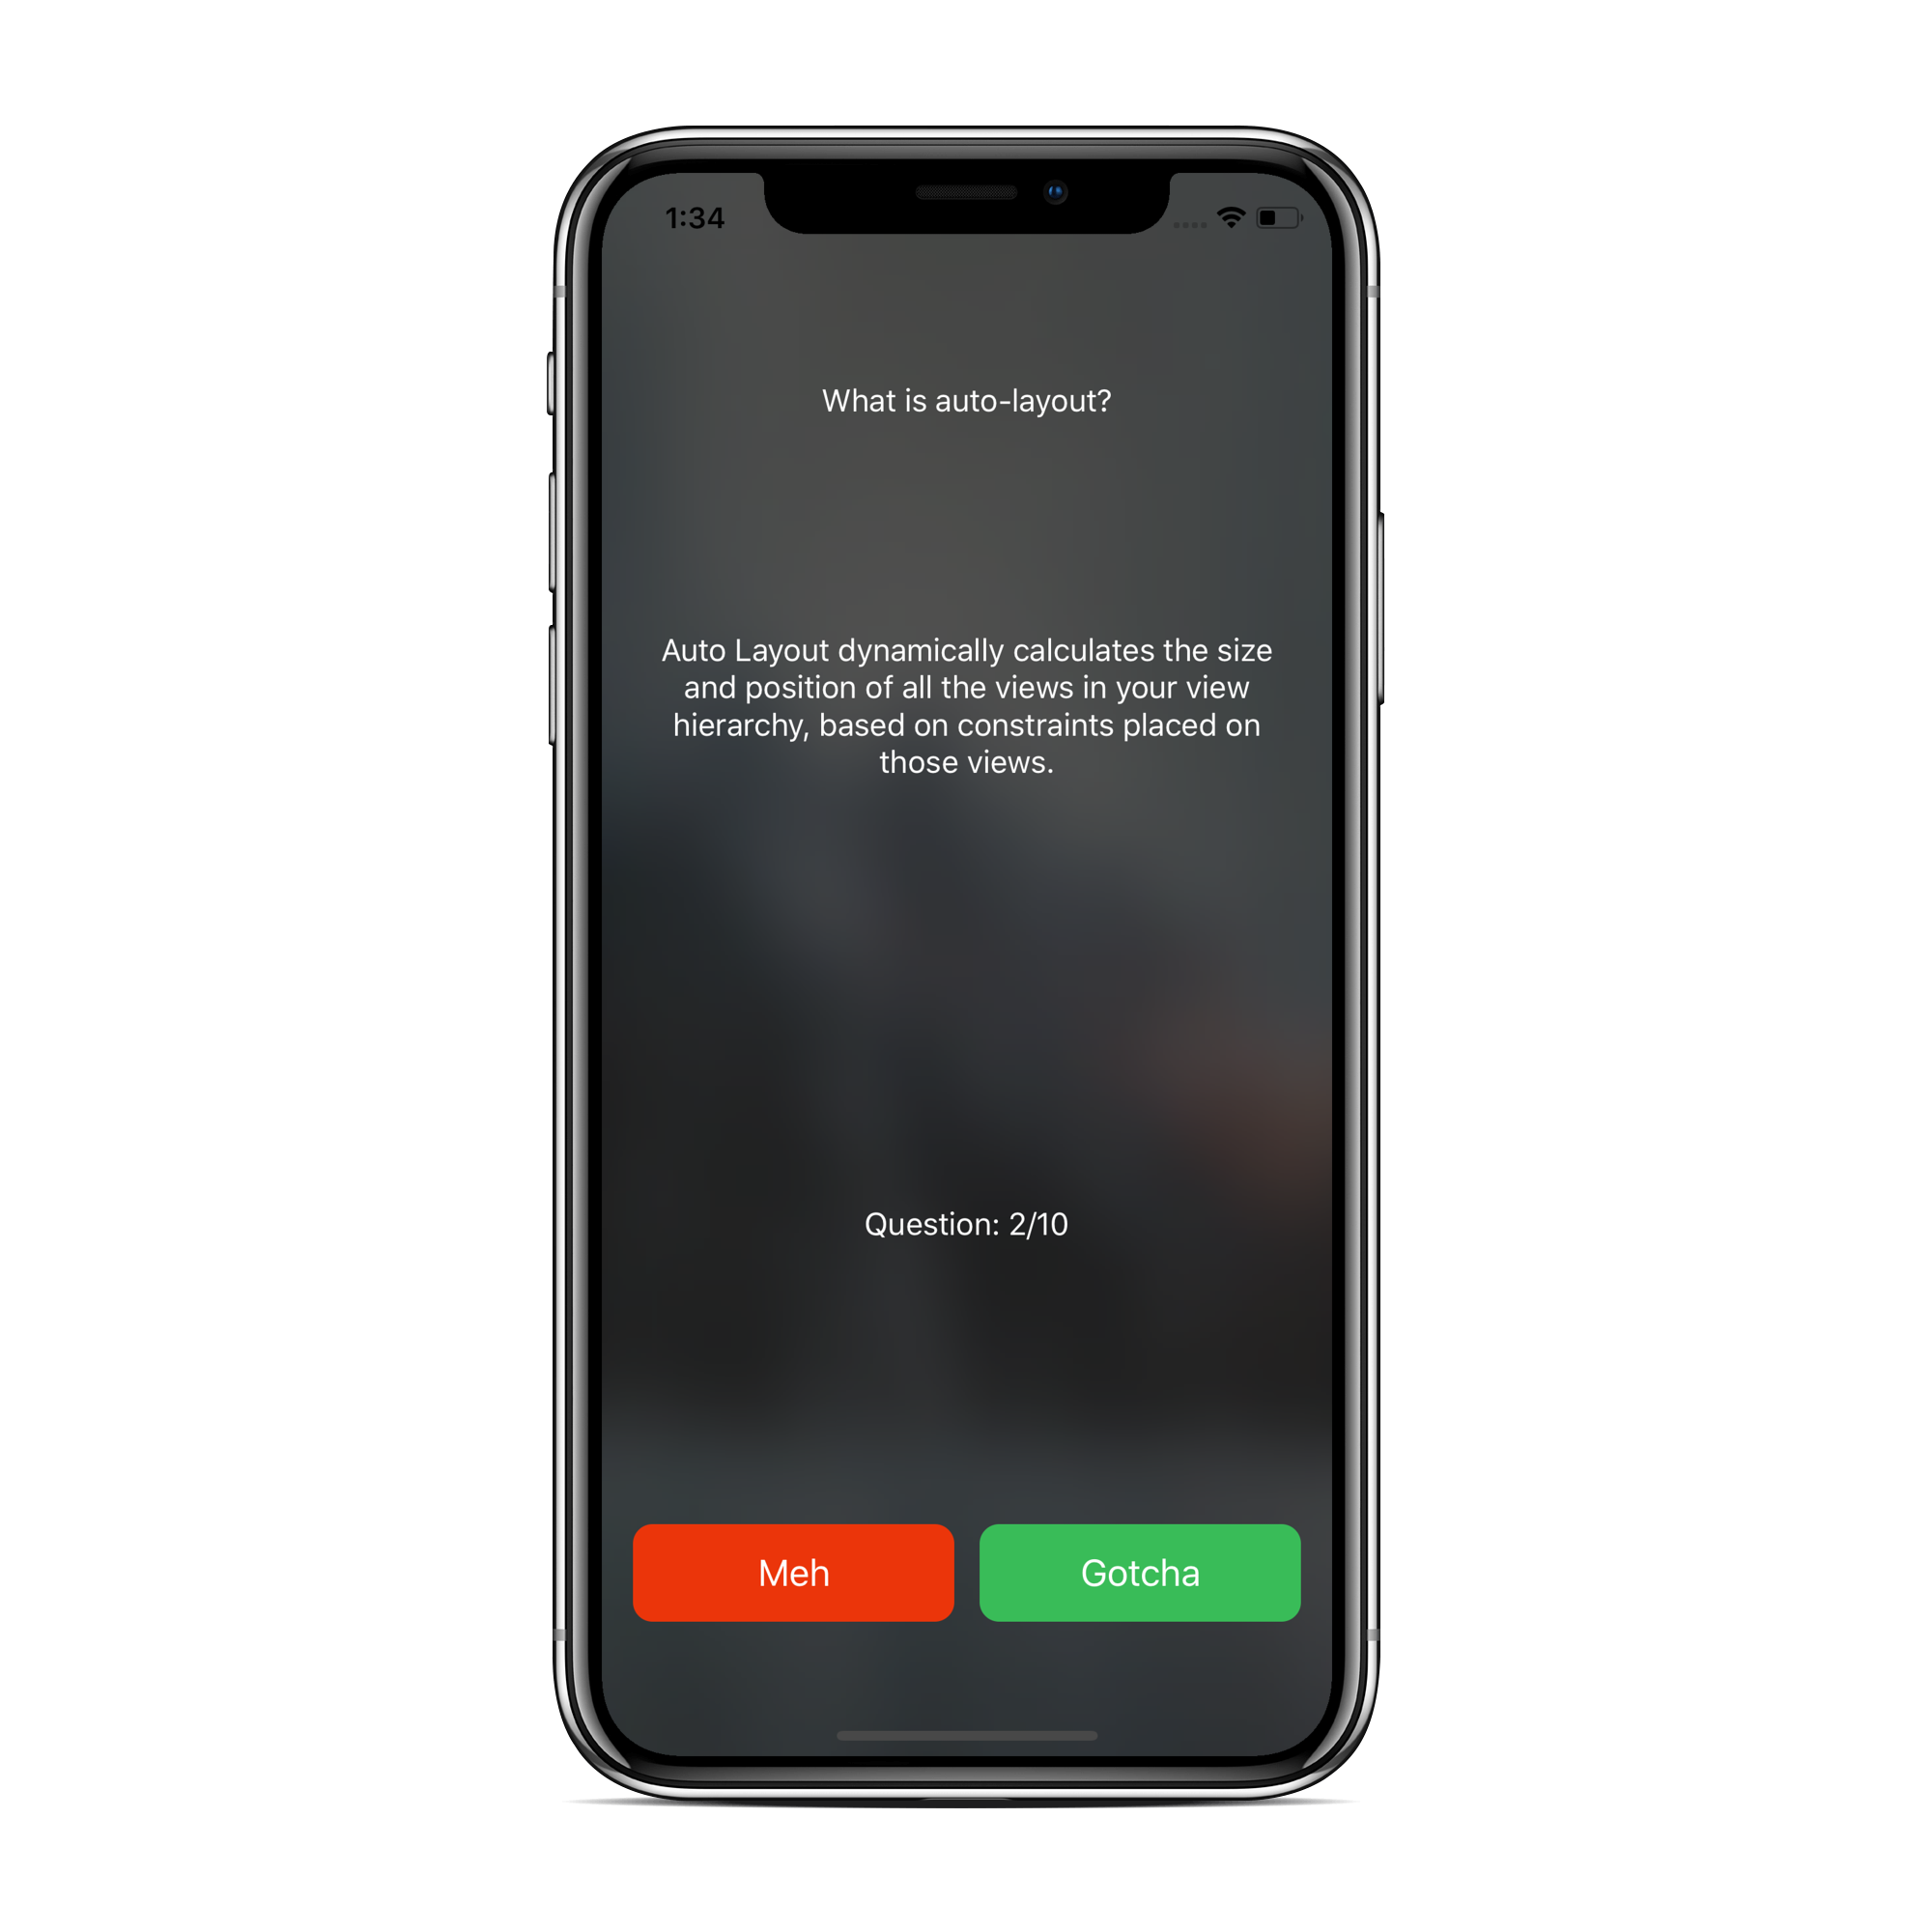 1:34
What is auto-layout?
Auto Layout dynamically calculates the size
and position of all the views in your view
hierarchy, based on constraints placed on
those views.
Question: 2/10
Meh
Gotcha